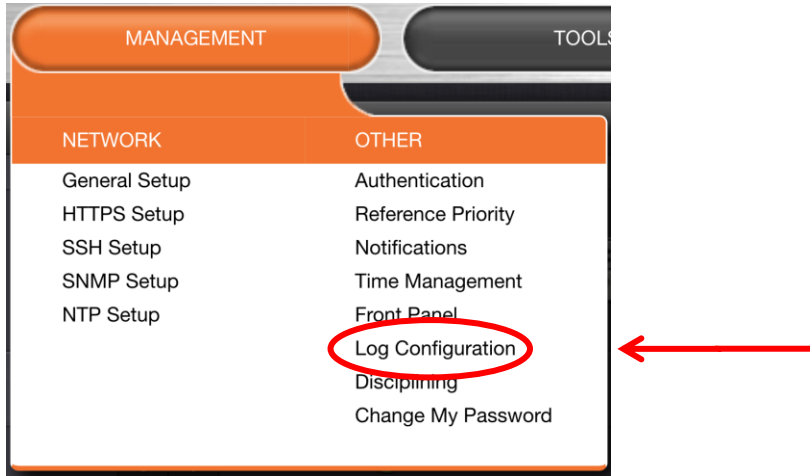 MANAGEMENT
TOOLS
NETWORK
General Setup
HTTPS Setup
SSH Setup
SNMP Setup
NTP Setup
OTHER
Authentication
Reference Priority
Notifications
Time Management
Front Panel
Log Configuration
Disciplining
Change My Password